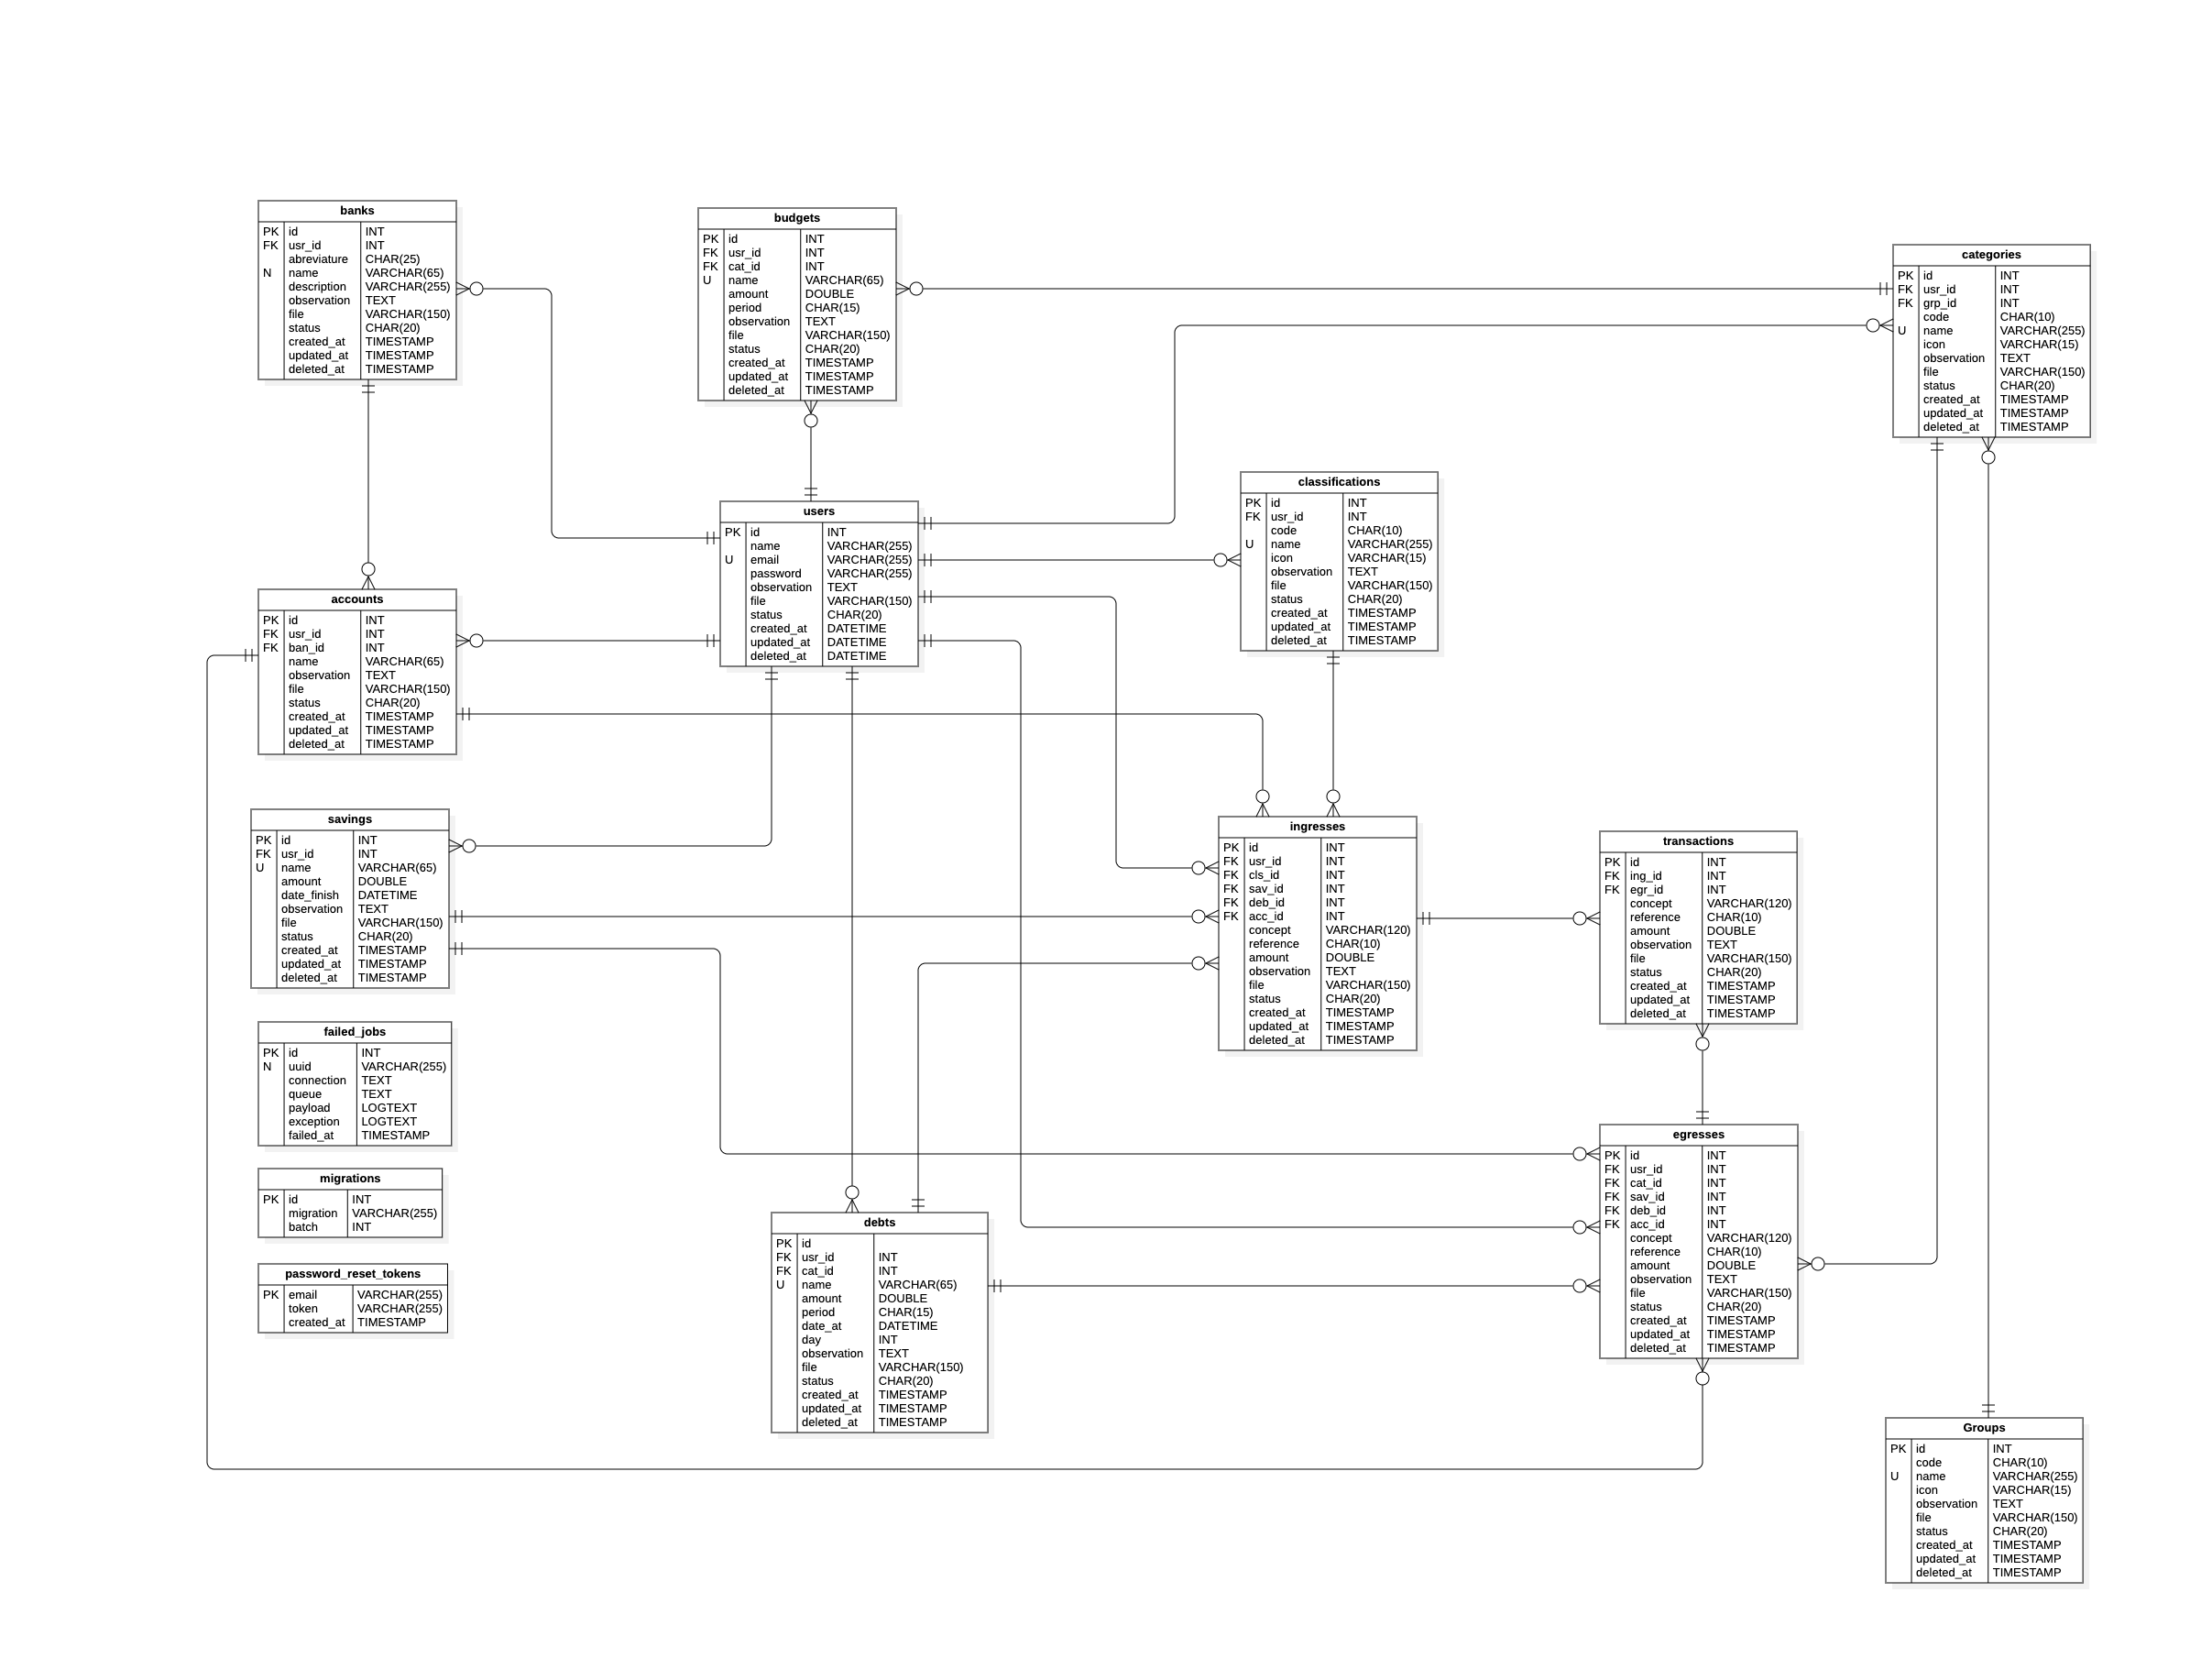 banks
PK id INT
FK usr_id INT
abreviature CHAR(25)
N name VARCHAR(65)
description VARCHAR(255)
observation TEXT
file VARCHAR(150)
status CHAR(20)
created_at TIMESTAMP
updated_at TIMESTAMP
deleted_at TIMESTAMP
budgets
PK id INT
FK usr_id INT
FK cat_id INT
U name VARCHAR(65)
amount DOUBLE
period CHAR(15)
observation TEXT
file VARCHAR(150)
status CHAR(20)
created_at TIMESTAMP
updated_at TIMESTAMP
deleted_at TIMESTAMP
categories
PK id INT
FK usr_id INT
FK grp_id INT
code CHAR(10)
U name VARCHAR(255)
icon VARCHAR(15)
observation TEXT
file VARCHAR(150)
status CHAR(20)
created_at TIMESTAMP
updated_at TIMESTAMP
deleted_at TIMESTAMP
users
PK id INT
name VARCHAR(255)
U email VARCHAR(255)
password VARCHAR(255)
observation TEXT
file VARCHAR(150)
status CHAR(20)
created_at DATETIME
updated_at DATETIME
deleted_at DATETIME
classifications
PK id INT
FK usr_id INT
code CHAR(10)
U name VARCHAR(255)
icon VARCHAR(15)
observation TEXT
file VARCHAR(150)
status CHAR(20)
created_at TIMESTAMP
updated_at TIMESTAMP
deleted_at TIMESTAMP
accounts
PK id INT
FK usr_id INT
FK ban_id INT
name VARCHAR(65)
observation TEXT
file VARCHAR(150)
status CHAR(20)
created_at TIMESTAMP
updated_at TIMESTAMP
deleted_at TIMESTAMP
savings
PK id INT
FK usr_id INT
U name VARCHAR(65)
amount DOUBLE
date_finish DATETIME
observation TEXT
file VARCHAR(150)
status CHAR(20)
created_at TIMESTAMP
updated_at TIMESTAMP
deleted_at TIMESTAMP
ingresses
PK id INT
FK usr_id INT
FK cls_id INT
FK sav_id INT
FK deb_id INT
FK acc_id INT
concept VARCHAR(120)
reference CHAR(10)
amount DOUBLE
observation TEXT
file VARCHAR(150)
status CHAR(20)
created_at TIMESTAMP
updated_at TIMESTAMP
deleted_at TIMESTAMP
transactions
PK id INT
FK ing_id INT
FK egr_id INT
concept VARCHAR(120)
reference CHAR(10)
amount DOUBLE
observation TEXT
file VARCHAR(150)
status CHAR(20)
created_at TIMESTAMP
updated_at TIMESTAMP
deleted_at TIMESTAMP
failed_jobs
PK id INT
N uuid VARCHAR(255)
connection TEXT
queue TEXT
payload LOGTEXT
exception LOGTEXT
failed_at TIMESTAMP
migrations
PK id INT
migration VARCHAR(255)
batch INT
password_reset_tokens
PK email VARCHAR(255)
token VARCHAR(255)
created_at TIMESTAMP
debts
PK id
FK usr_id INT
FK cat_id INT
U name VARCHAR(65)
amount DOUBLE
period CHAR(15)
date_at DATETIME
day INT
observation TEXT
file VARCHAR(150)
status CHAR(20)
created_at TIMESTAMP
updated_at TIMESTAMP
deleted_at TIMESTAMP
egresses
PK id INT
FK usr_id INT
FK cat_id INT
FK sav_id INT
FK deb_id INT
FK acc_id INT
concept VARCHAR(120)
reference CHAR(10)
amount DOUBLE
observation TEXT
file VARCHAR(150)
status CHAR(20)
created_at TIMESTAMP
updated_at TIMESTAMP
deleted_at TIMESTAMP
Groups
PK id INT
code CHAR(10)
U name VARCHAR(255)
icon VARCHAR(15)
observation TEXT
file VARCHAR(150)
status CHAR(20)
created_at TIMESTAMP
updated_at TIMESTAMP
deleted_at TIMESTAMP